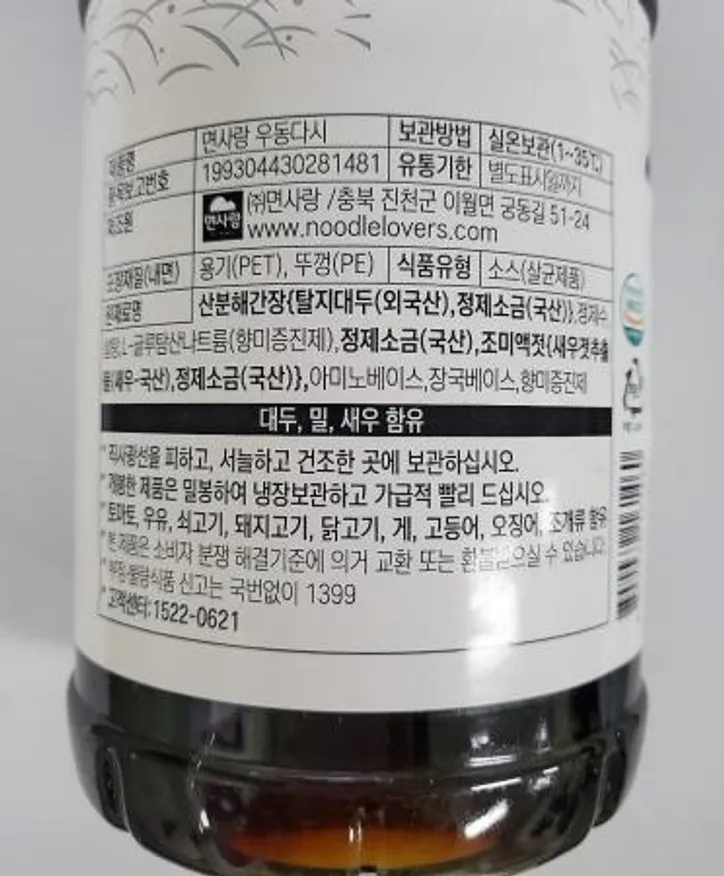 제품명 면사랑 우동다시 보관방법 실온보관(1~35℃)
품목보고번호 199304430281481 유통기한 별도표시일까지
제조원 면사랑 ㈜면사랑 /충북 진천군 이월면 궁동길 51-24
www.noodlelovers.com
포장재질(내면) 용기(PET), 뚜껑(PE) 식품유형 소스(살균제품)
원재료명 산분해간장{탈지대두(외국산),정제소금(국산)},정제수,
설탕,L-글루탐산나트륨(향미증진제),정제소금(국산),조미액젓{새우젓추출
물(새우-국산),정제소금(국산)},아미노베이스,장국베이스,향미증진제
대두, 밀, 새우 함유
* 직사광선을 피하고, 서늘하고 건조한 곳에 보관하십시오.
* 개봉한 제품은 밀봉하여 냉장보관하고 가급적 빨리 드십시오.
* 토마토, 우유, 쇠고기, 돼지고기, 닭고기, 게, 고등어, 오징어, 조개류 함유
* 본 제품은 소비자 분쟁 해결기준에 의거 교환 또는 환불받으실 수 있습니다.
* 부정·불량식품 신고는 국번없이 1399
* 고객센터:1522-0621